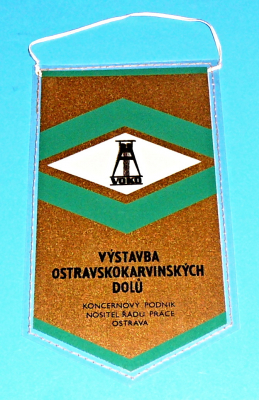 VOKD
VÝSTAVBA
OSTRAVSKOKARVINSKÝCH
DOLŮ
KONCERNOVÝ PODNIK
NOSITEL ŘÁDU PRÁCE
OSTRAVA